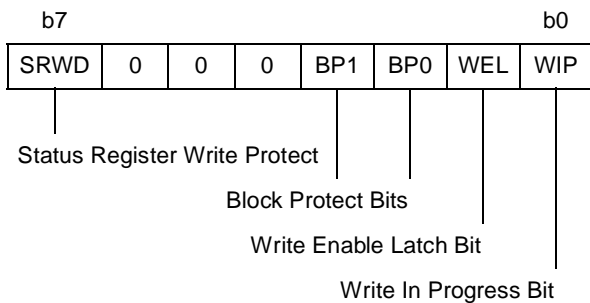 b7 b0
SRWD 0 0 0 BP1 BP0 WEL WIP
Status Register Write Protect
Block Protect Bits
Write Enable Latch Bit
Write In Progress Bit